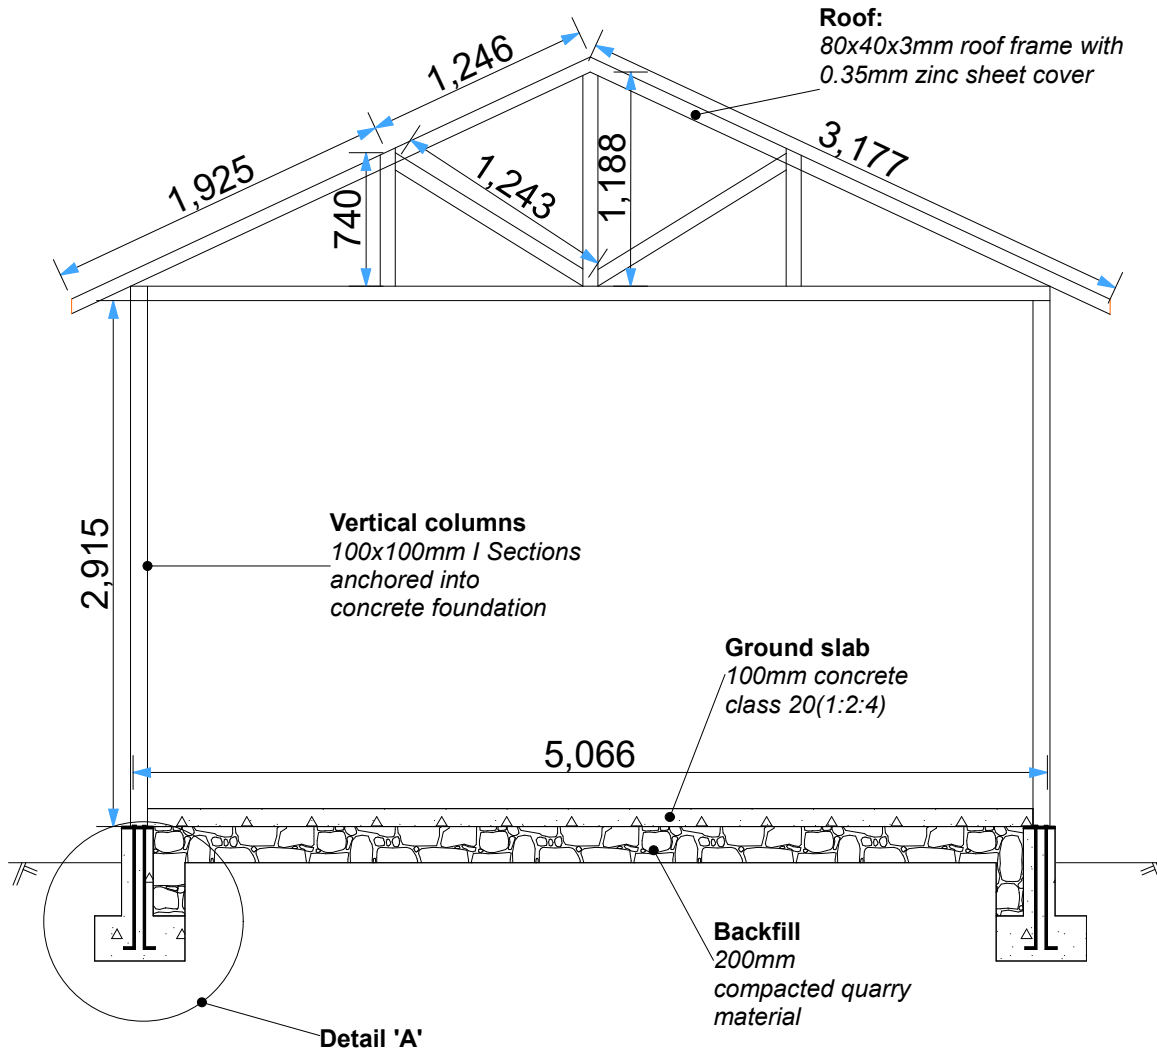 Roof:
80x40x3mm roof frame with
0.35mm zinc sheet cover
1,246
3,177
1,925
1,243
1,188
740
2,915
Vertical columns
100x100mm I Sections
anchored into
concrete foundation
Ground slab
100mm concrete
class 20(1:2:4)
5,066
Backfill
200mm
compacted quarry
material
Detail 'A'